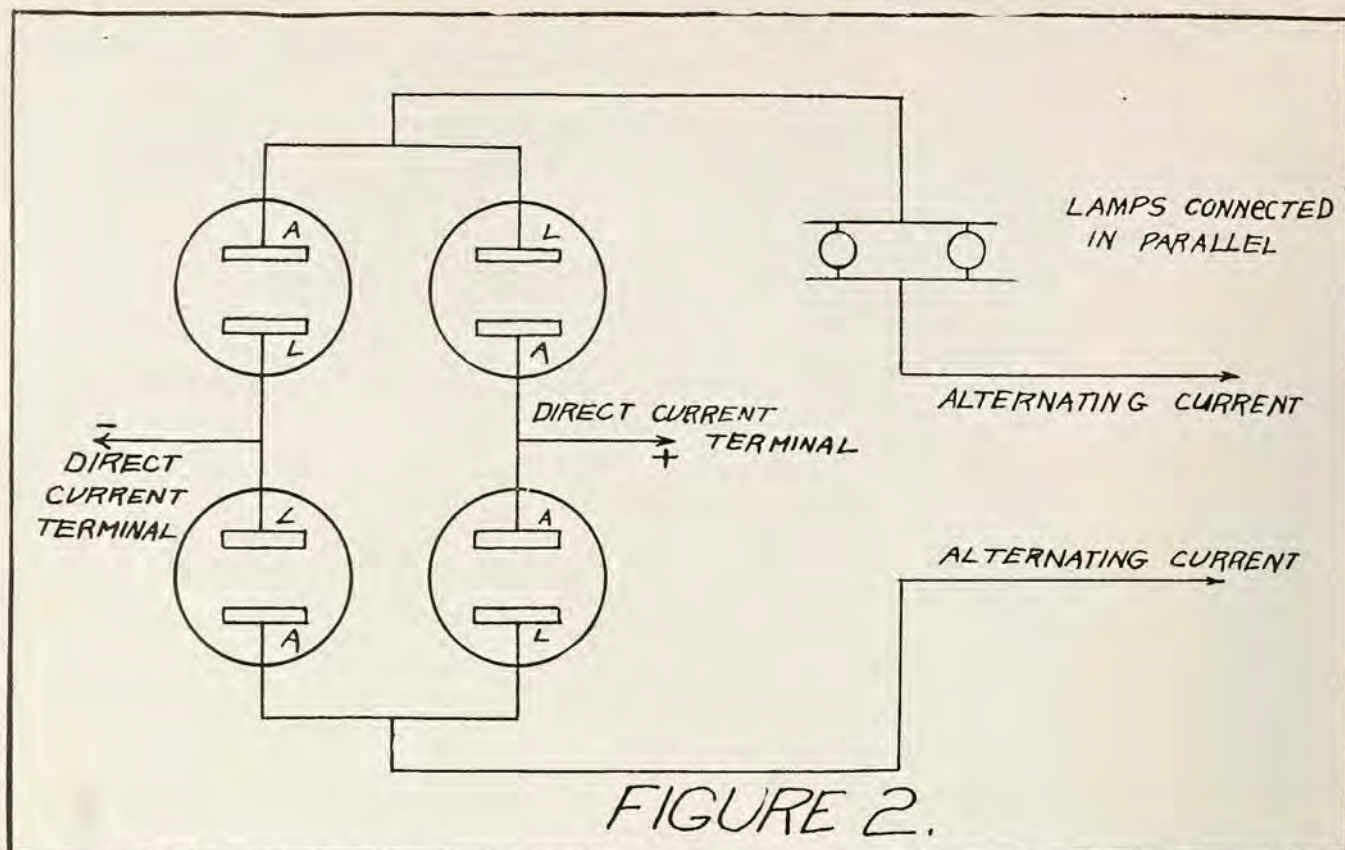 A
L
LAMPS CONNECTED
IN PARALLEL
L
A
ALTERNATING CURRENT
DIRECT CURRENT
TERMINAL
+
-
DIRECT
CURRENT
TERMINAL
L
A
A
L
ALTERNATING CURRENT
FIGURE 2.